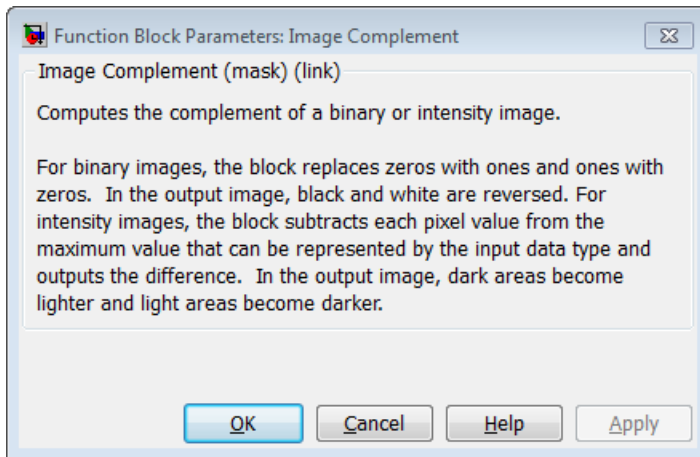 Function Block Parameters: Image Complement
Image Complement (mask) (link)
Computes the complement of a binary or intensity image.
For binary images, the block replaces zeros with ones and ones with
zeros.  In the output image, black and white are reversed. For
intensity images, the block subtracts each pixel value from the
maximum value that can be represented by the input data type and
outputs the difference.  In the output image, dark areas become
lighter and light areas become darker.
OK Cancel Help Apply